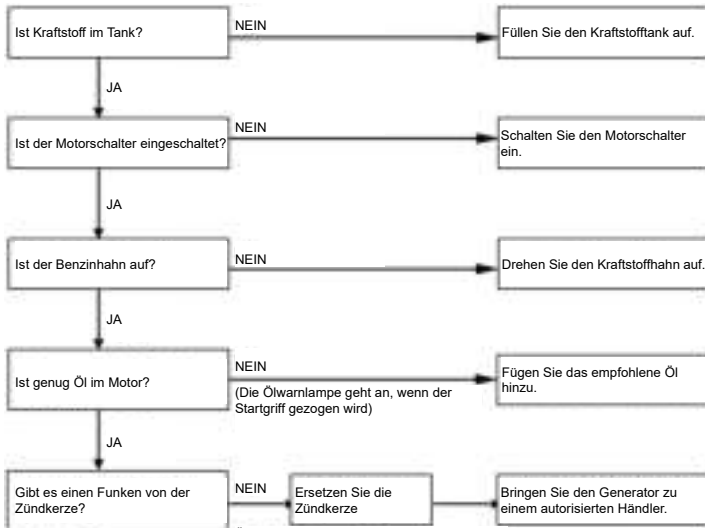 Ist Kraftstoff im Tank?
NEIN
Füllen Sie den Kraftstofftank auf.
JA
Ist der Motorschalter eingeschaltet?
NEIN
Schalten Sie den Motorschalter
ein.
JA
Ist der Benzinhahn auf?
NEIN
Drehen Sie den Kraftstoffhahn auf.
JA
Ist genug Öl im Motor?
NEIN
(Die Ölwarnlampe geht an, wenn der
Startgriff gezogen wird)
Fügen Sie das empfohlene Öl
hinzu.
JA
Gibt es einen Funken von der
Zündkerze?
NEIN
Ersetzen Sie die
Zündkerze
Bringen Sie den Generator zu
einem autorisierten Händler.